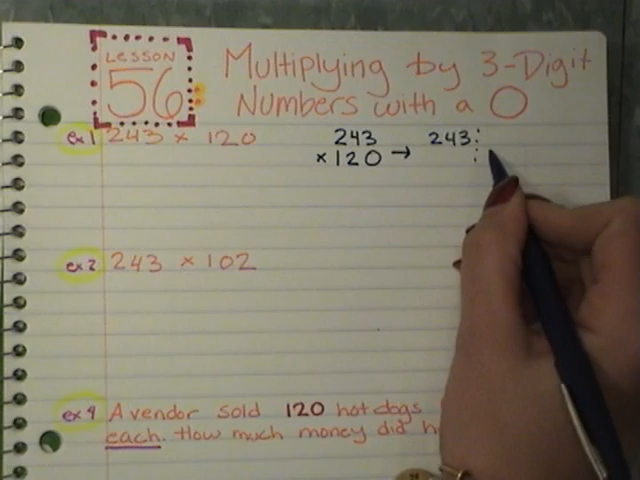 LESSON
56
Multiplying by 3-Digit
Numbers with a 0
ex 1 243 x 120
243
x120 →
243
ex 2 243 x 102
ex 4 A vendor sold 120 hot dogs
each. How much money did